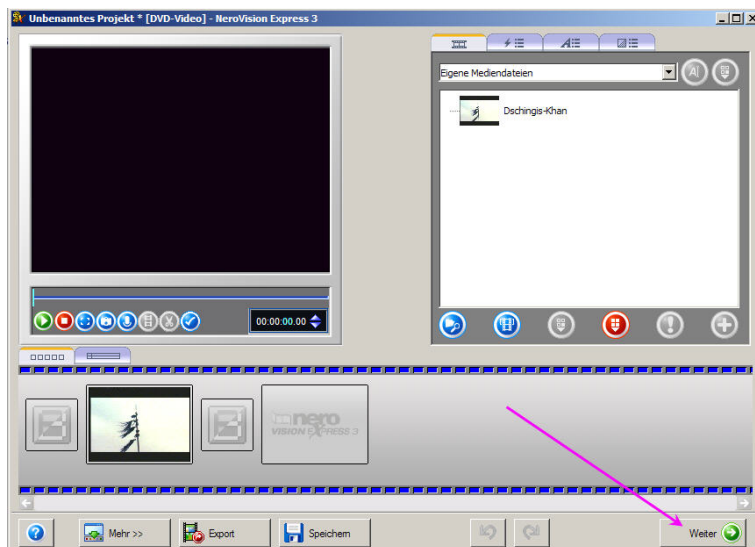 Unbenanntes Projekt * [DVD-Video] - NeroVision Express 3
Eigene Mediendateien
Dschingis-Khan
00:00:00.00
nero
VISION EXPRESS 3
Mehr >>
Export
Speichern
Weiter